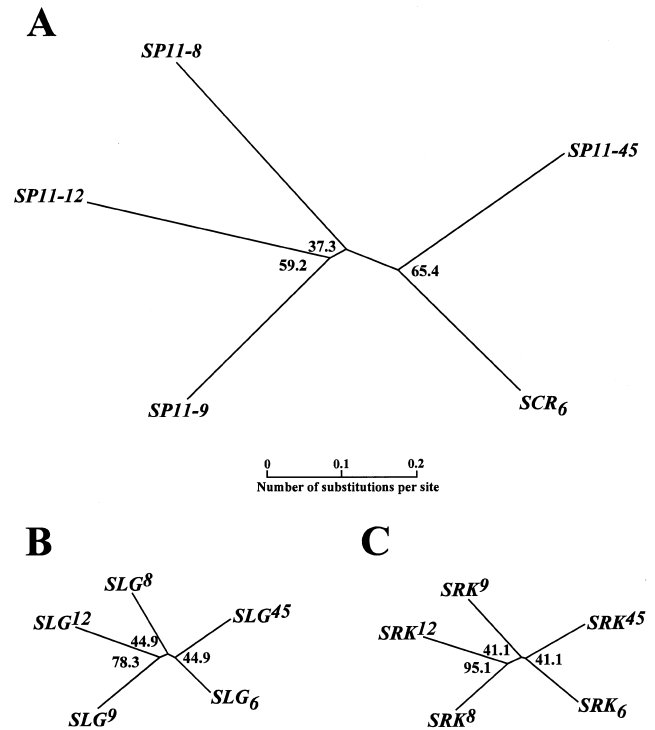 A
SP11-8
SP11-45
SP11-12
37.3
59.2
65.4
SP11-9
SCR6
0 0.1 0.2
Number of substitutions per site
B
C
SLG8
SLG12
SLG45
44.9
78.3
44.9
SLG6
SLG9
SRK9
SRK12
SRK45
41.1
95.1
41.1
SRK6
SRK8